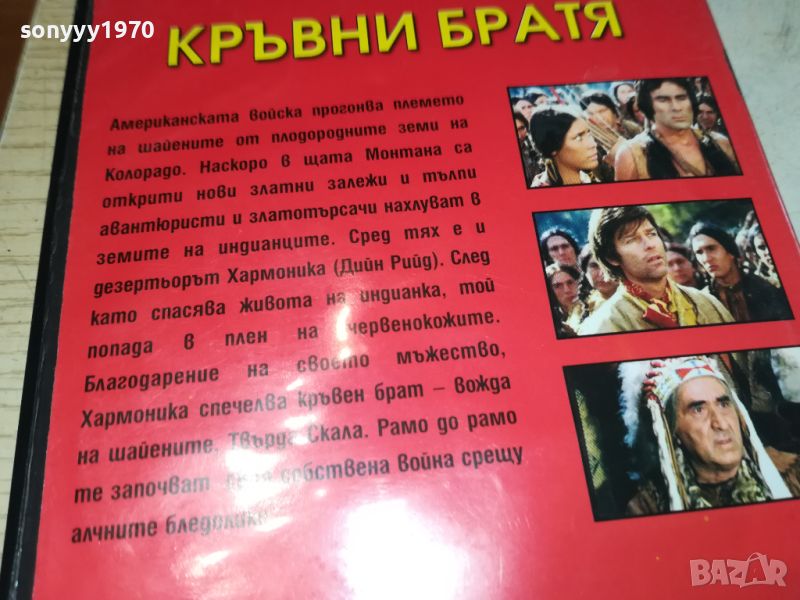 sonyyy1970
КРЪВНИ БРАТЯ
Американската войска прогонва племето
на шайените от плодородните земи на
Колорадо. Наскоро в щата Монтана са
открити нови златни залежи и тълпи
авантюристи и златотърсачи нахлуват в
земите на индианците. Сред тях е и
дезертьорът Хармоника (Дийн Рийд). След
като спасява живота на индианка, той
попада в плен на червенокожите.
Благодарение на своето мъжество,
Хармоника спечелва кръвен брат – вожда
на шайените, Твърда Скала. Рамо до рамо
те започват собствена война срещу
алчните бледолики
BAZAR